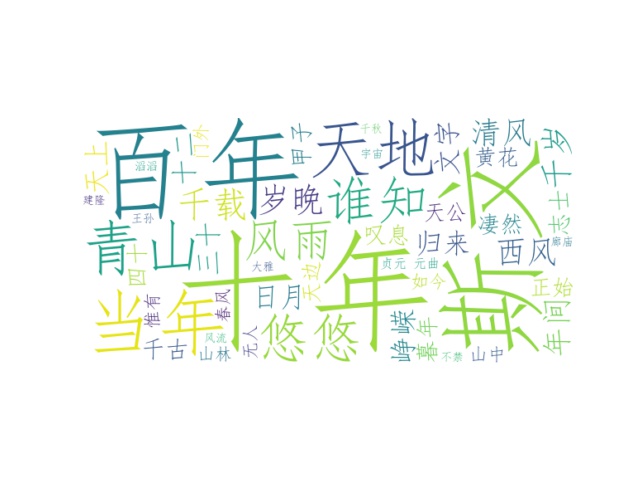 百年
天地
斯文
十年
青山
当年
谁知
风雨
悠悠
千载
岁晚
清风
黄花
文字
甲子
门外
十二
天上
滔滔
建隆
王孙
千秋
宇宙
千岁
志士
凄然
天公
叹息
归来
西风
廊庙
三十
四十
大雅
天边
日月
贞元
元曲
如今
正始
年间
惟有
春风
千古
山林
风流
无人
峥嵘
暮年
不禁
山中